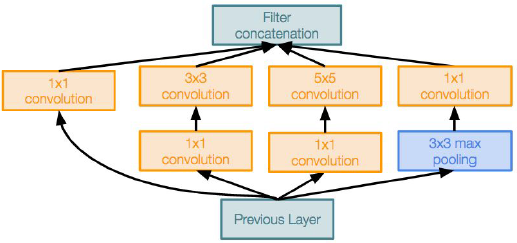 Filter
concatenation
1x1
convolution
3x3
convolution
5x5
convolution
1x1
convolution
1x1
convolution
1x1
convolution
3x3 max
pooling
Previous Layer